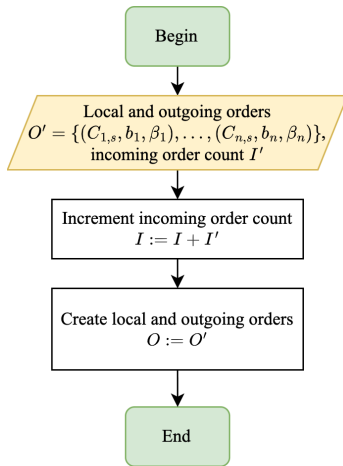 Begin
Local and outgoing orders
O′ = {(C₁,ₛ, b₁, β₁), . . . , (Cₙ,ₛ, bₙ, βₙ)},
incoming order count I′
Increment incoming order count
I := I + I′
Create local and outgoing orders
O := O′
End